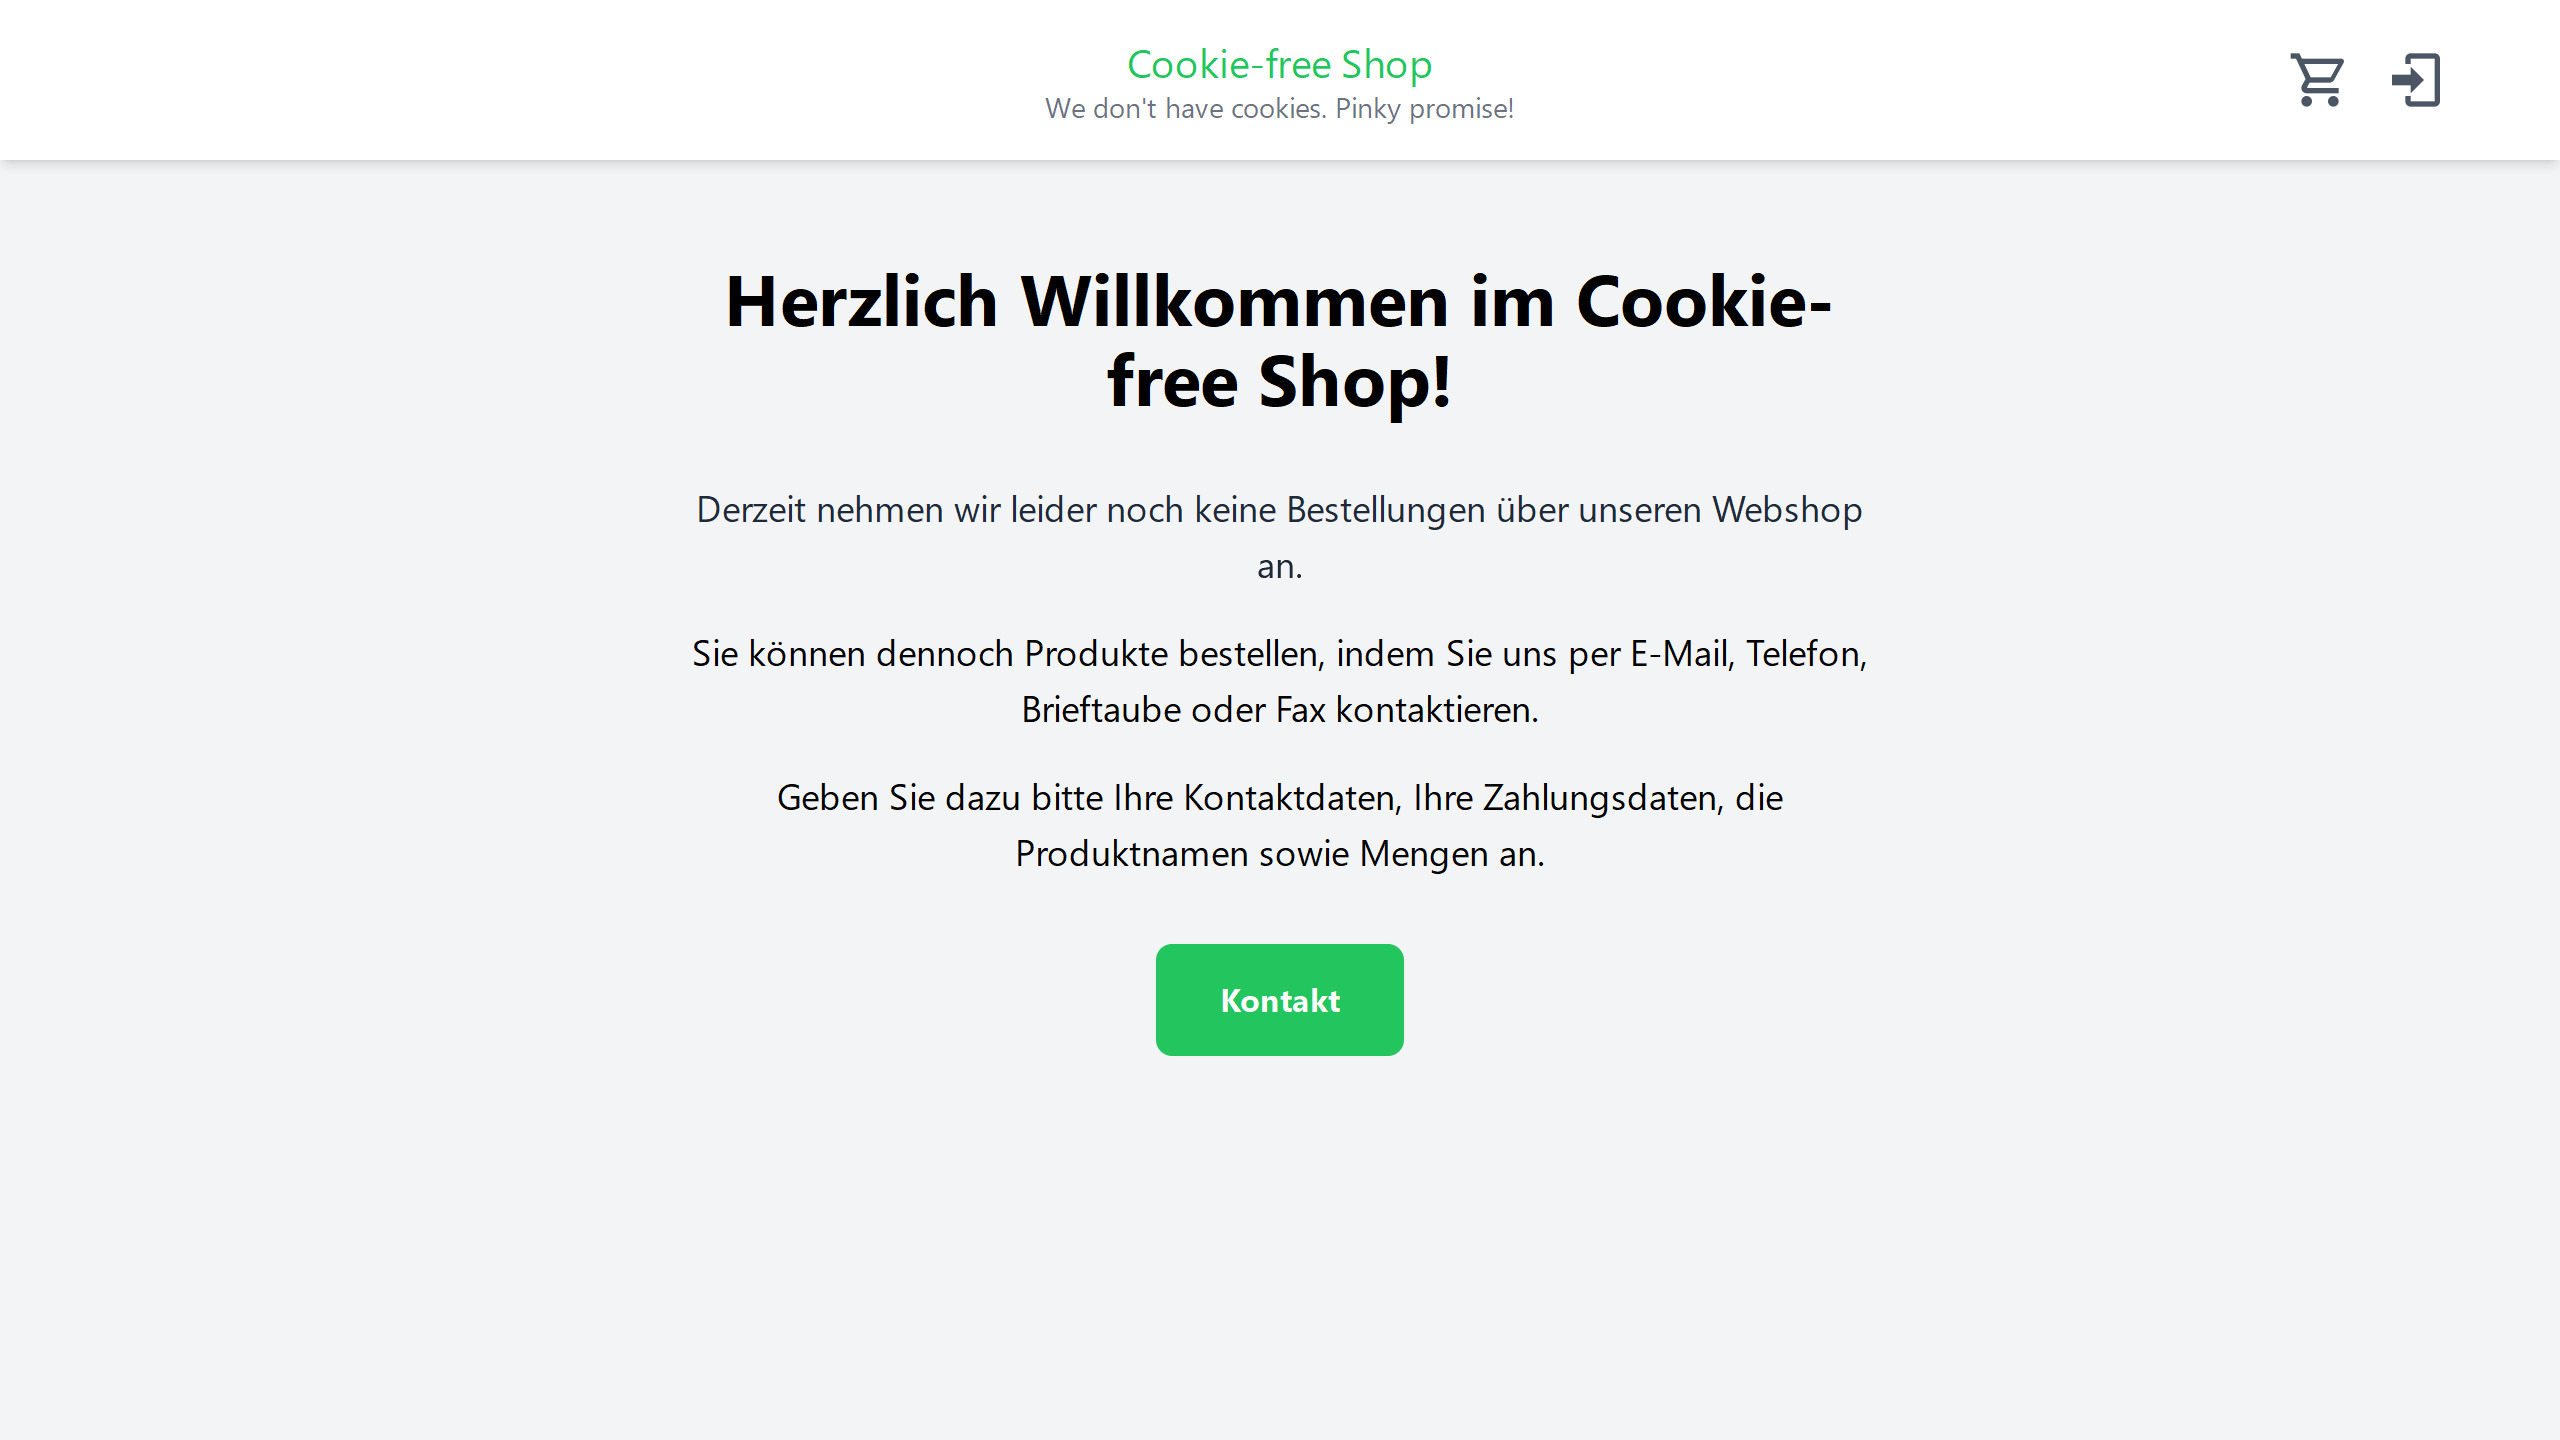 Cookie-free Shop
We don't have cookies. Pinky promise!
Herzlich Willkommen im Cookie-
free Shop!
Derzeit nehmen wir leider noch keine Bestellungen über unseren Webshop
an.
Sie können dennoch Produkte bestellen, indem Sie uns per E-Mail, Telefon,
Brieftaube oder Fax kontaktieren.
Geben Sie dazu bitte Ihre Kontaktdaten, Ihre Zahlungsdaten, die
Produktnamen sowie Mengen an.
Kontakt